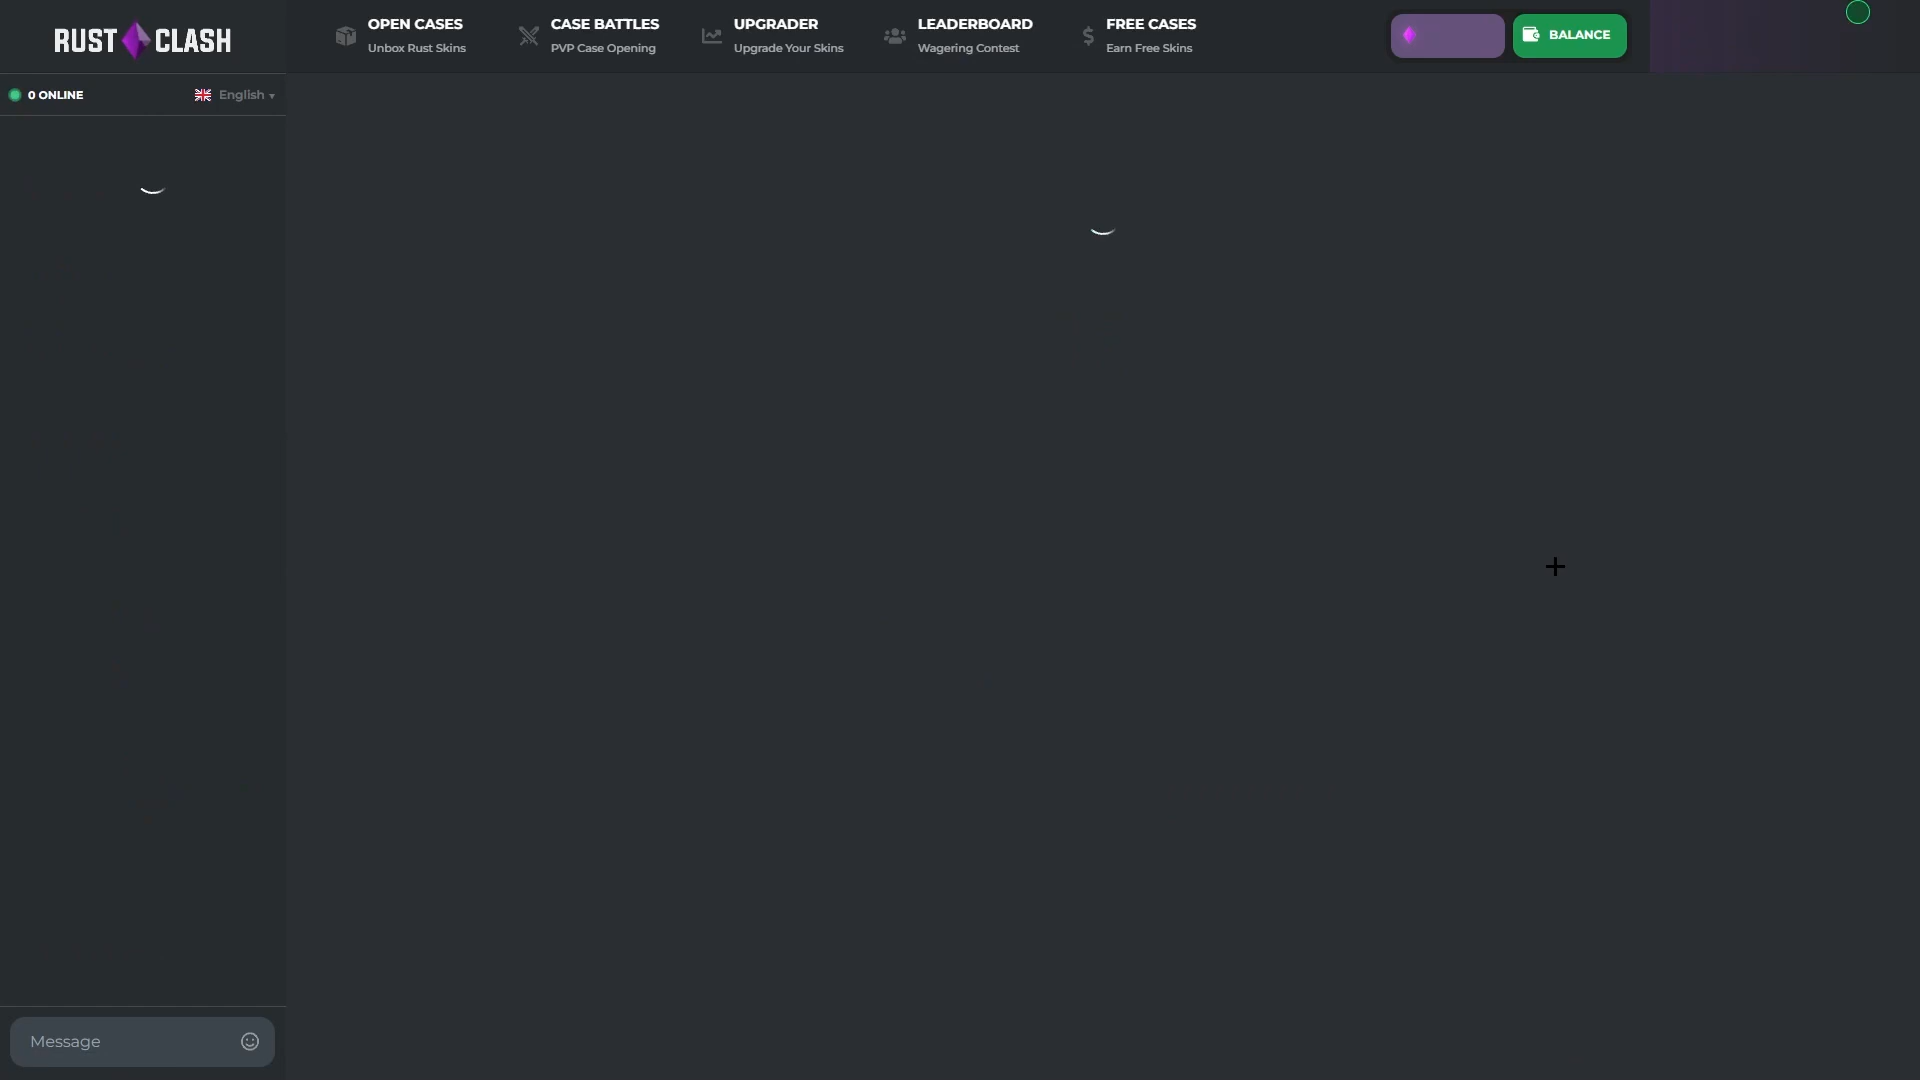 RUST CLASH
OPEN CASES
Unbox Rust Skins
CASE BATTLES
PVP Case Opening
UPGRADER
Upgrade Your Skins
LEADERBOARD
Wagering Contest
FREE CASES
Earn Free Skins
BALANCE
0 ONLINE
English
Message